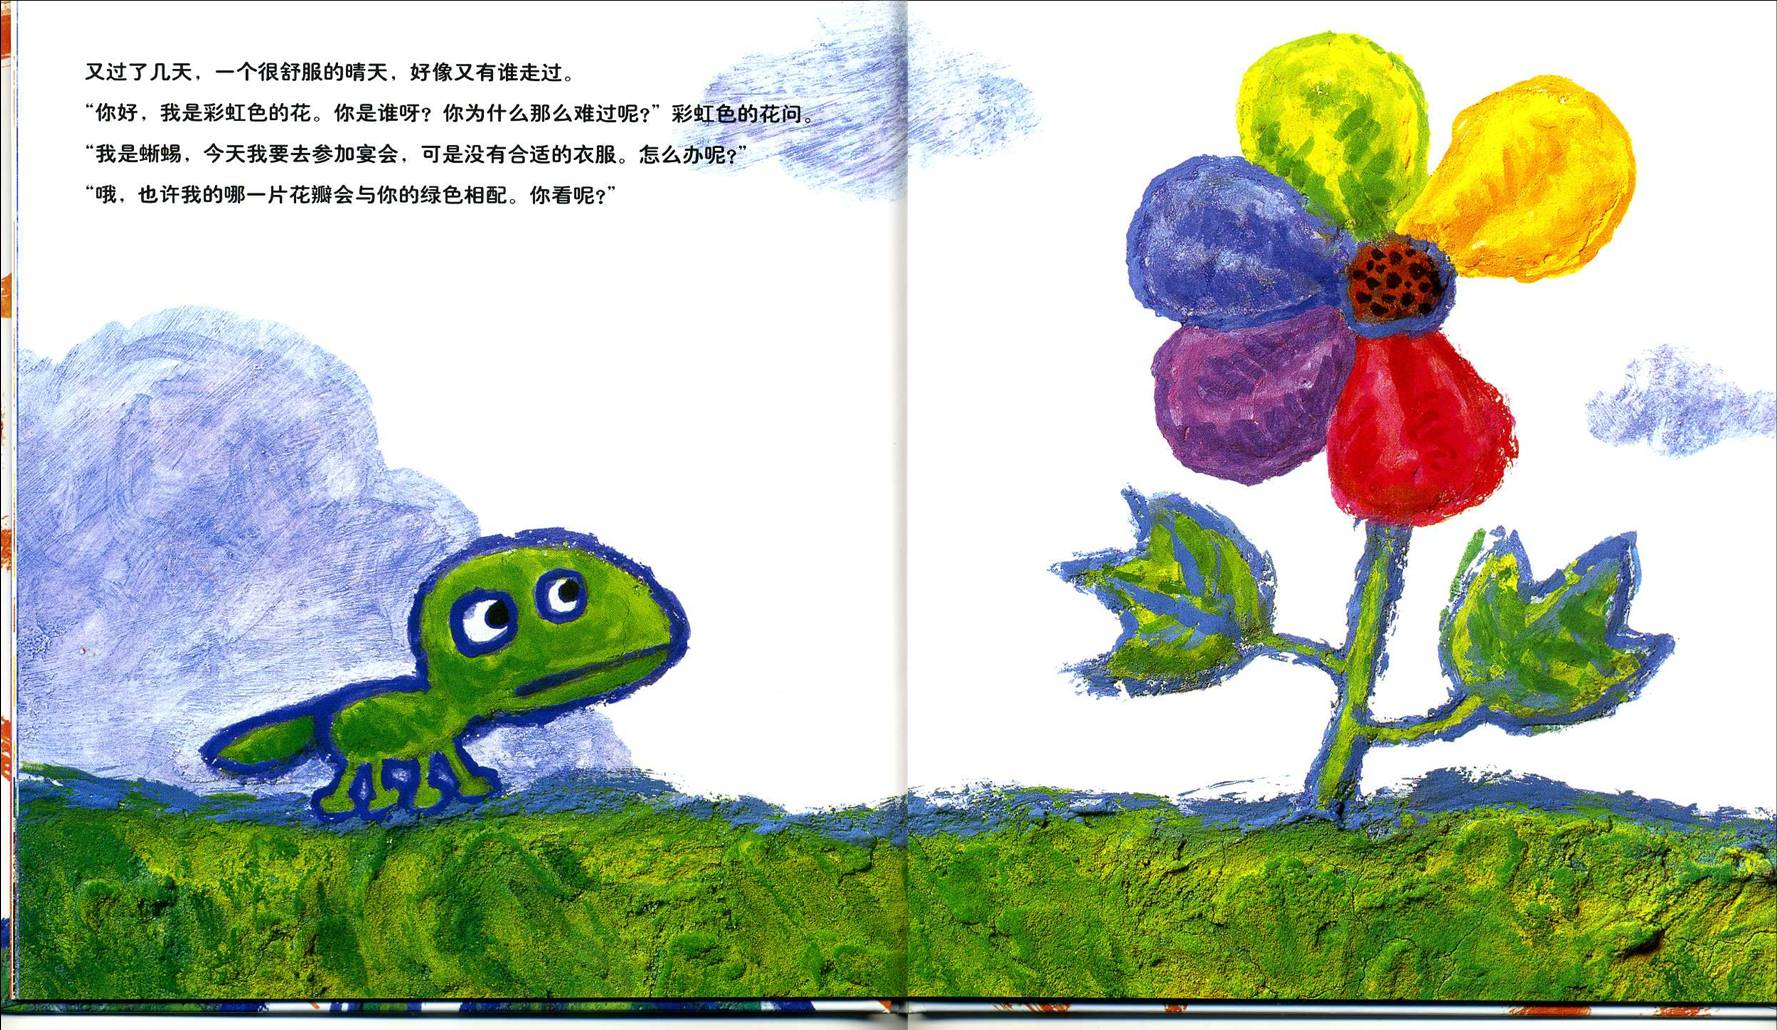 又过了几天，一个很舒服的晴天，好像又有谁走过。
“你好，我是彩虹色的花。你是谁呀？你为什么那么难过呢？”彩虹色的花问。
“我是蜥蜴，今天我要去参加宴会，可是没有合适的衣服。怎么办呢？”
“哦，也许我的哪一片花瓣会与你的绿色相配。你看呢？”